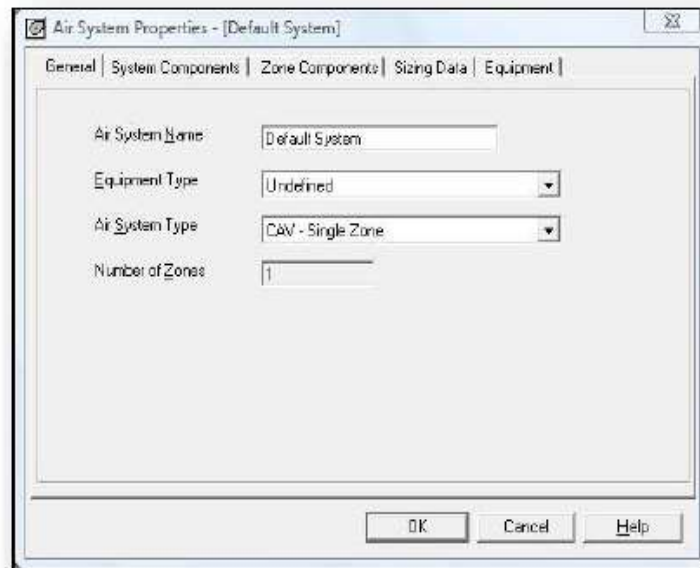 Air System Properties - [Default System]
General | System Components | Zone Components | Sizing Data | Equipment |
Air System Name Default System
Equipment Type Undefined
Air System Type CAV - Single Zone
Number of Zones 1
OK Cancel Help